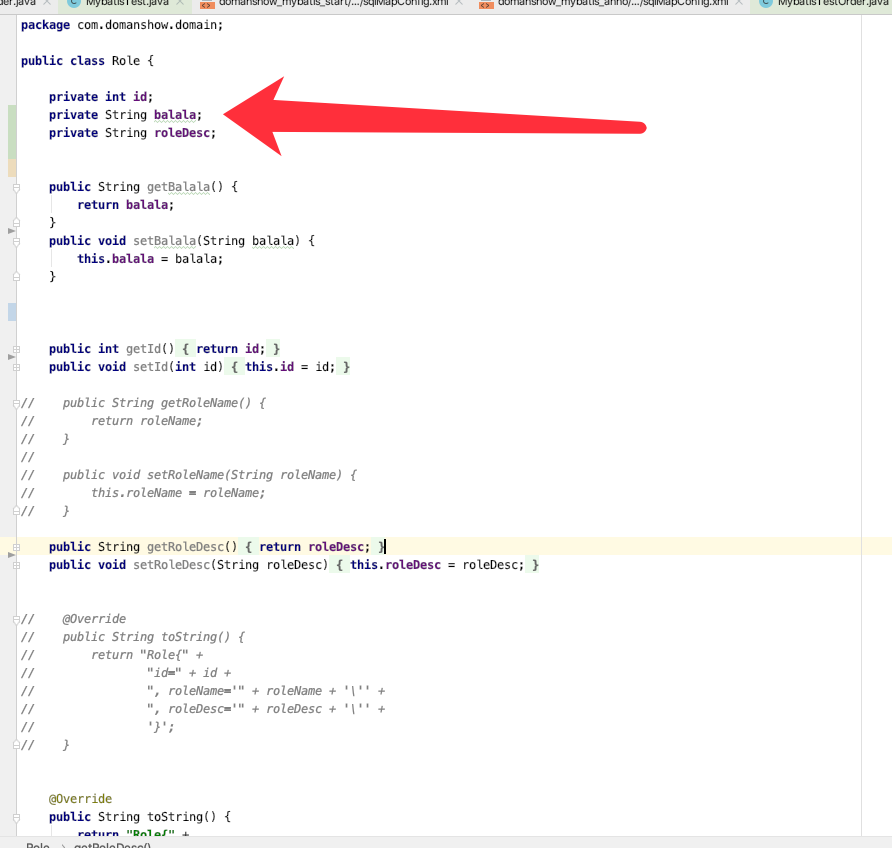 der.java MybatisTest.java domanshow_mybatis_start/.../sqlMapConfig.xml domanshow_mybatis_anno/.../sqlMapConfig.xml MybatisTestOrder.java
package com.domanshow.domain;
public class Role {
private int id;
private String balala;
private String roleDesc;
public String getBalala() {
return balala;
}
public void setBalala(String balala) {
this.balala = balala;
}
public int getId() { return id; }
public void setId(int id) { this.id = id; }
// public String getRoleName() {
// return roleName;
// }
//
// public void setRoleName(String roleName) {
// this.roleName = roleName;
// }
public String getRoleDesc() { return roleDesc; }
public void setRoleDesc(String roleDesc) { this.roleDesc = roleDesc; }
// @Override
// public String toString() {
// return "Role{" +
// "id=" + id +
// ", roleName='" + roleName + '\'' +
// ", roleDesc='" + roleDesc + '\'' +
// '}';
// }
@Override
public String toString() {
return "Role{" +
Role > getRoleDesc()